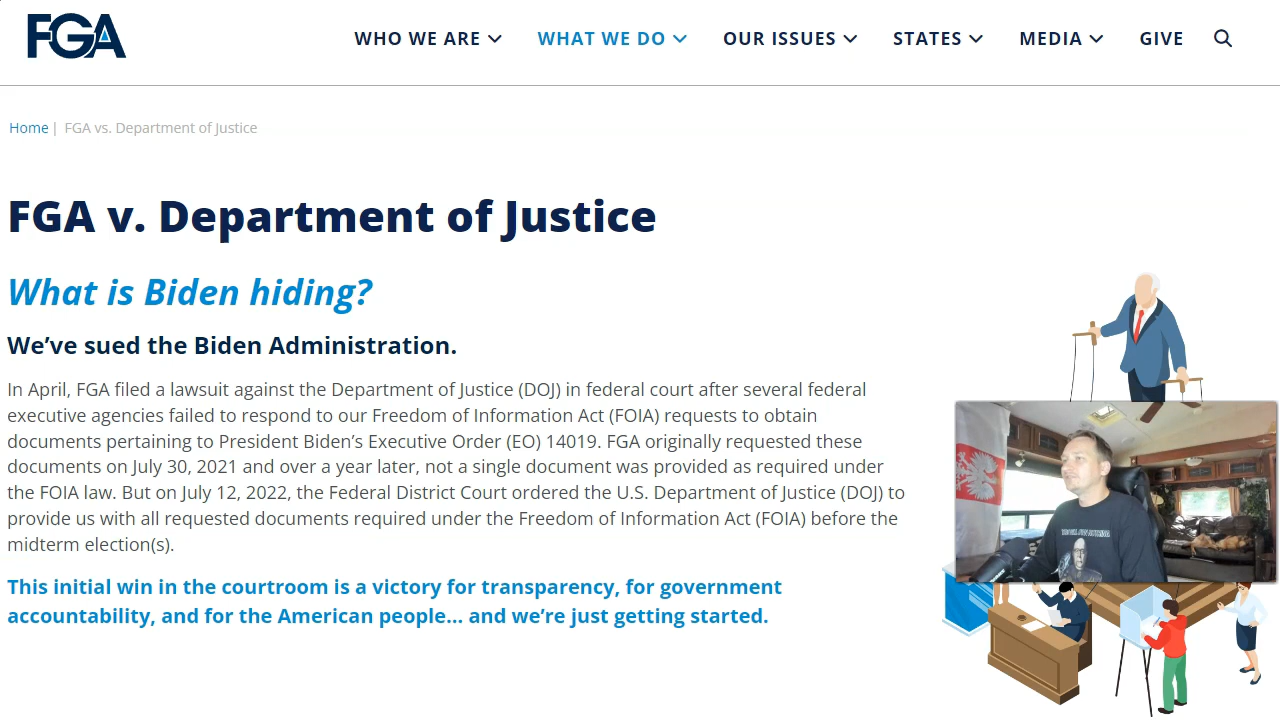 FGA
WHO WE ARE
WHAT WE DO
OUR ISSUES
STATES
MEDIA
GIVE
Home | FGA vs. Department of Justice
FGA v. Department of Justice
What is Biden hiding?
We’ve sued the Biden Administration.
In April, FGA filed a lawsuit against the Department of Justice (DOJ) in federal court after several federal
executive agencies failed to respond to our Freedom of Information Act (FOIA) requests to obtain
documents pertaining to President Biden’s Executive Order (EO) 14019. FGA originally requested these
documents on July 30, 2021 and over a year later, not a single document was provided as required under
the FOIA law. But on July 12, 2022, the Federal District Court ordered the U.S. Department of Justice (DOJ) to
provide us with all requested documents required under the Freedom of Information Act (FOIA) before the
midterm election(s).
This initial win in the courtroom is a victory for transparency, for government
accountability, and for the American people… and we’re just getting started.